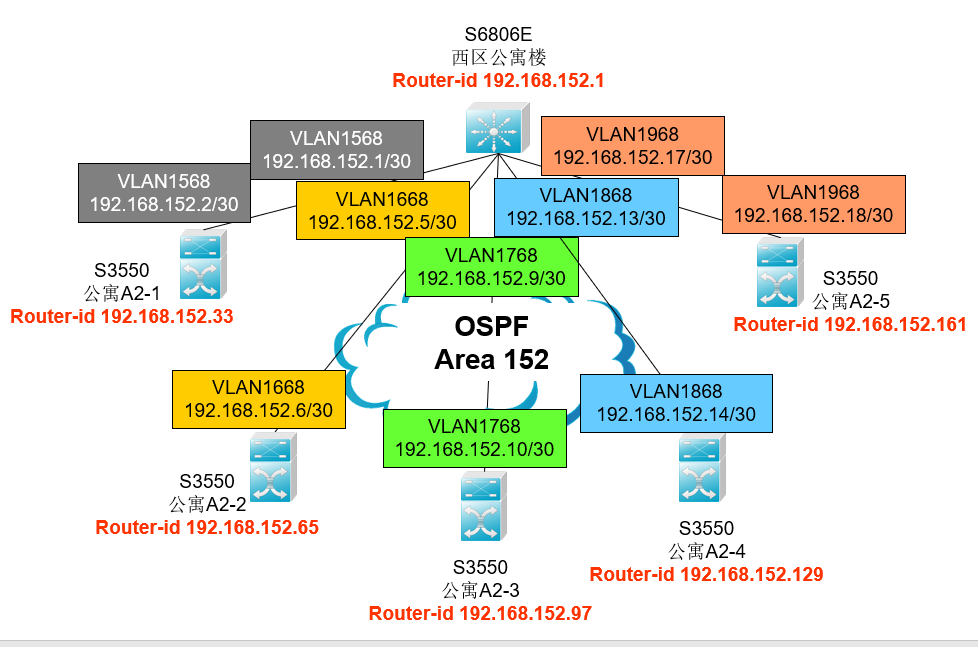 S6806E
西区公寓楼
Router-id 192.168.152.1
VLAN1568
192.168.152.1/30
VLAN1968
192.168.152.17/30
VLAN1568
192.168.152.2/30
VLAN1668
192.168.152.5/30
VLAN1868
192.168.152.13/30
VLAN1968
192.168.152.18/30
VLAN1768
192.168.152.9/30
S3550
公寓A2-1
Router-id 192.168.152.33
S3550
公寓A2-5
Router-id 192.168.152.161
OSPF
Area 152
VLAN1668
192.168.152.6/30
VLAN1768
192.168.152.10/30
VLAN1868
192.168.152.14/30
S3550
公寓A2-2
Router-id 192.168.152.65
S3550
公寓A2-3
Router-id 192.168.152.97
S3550
公寓A2-4
Router-id 192.168.152.129